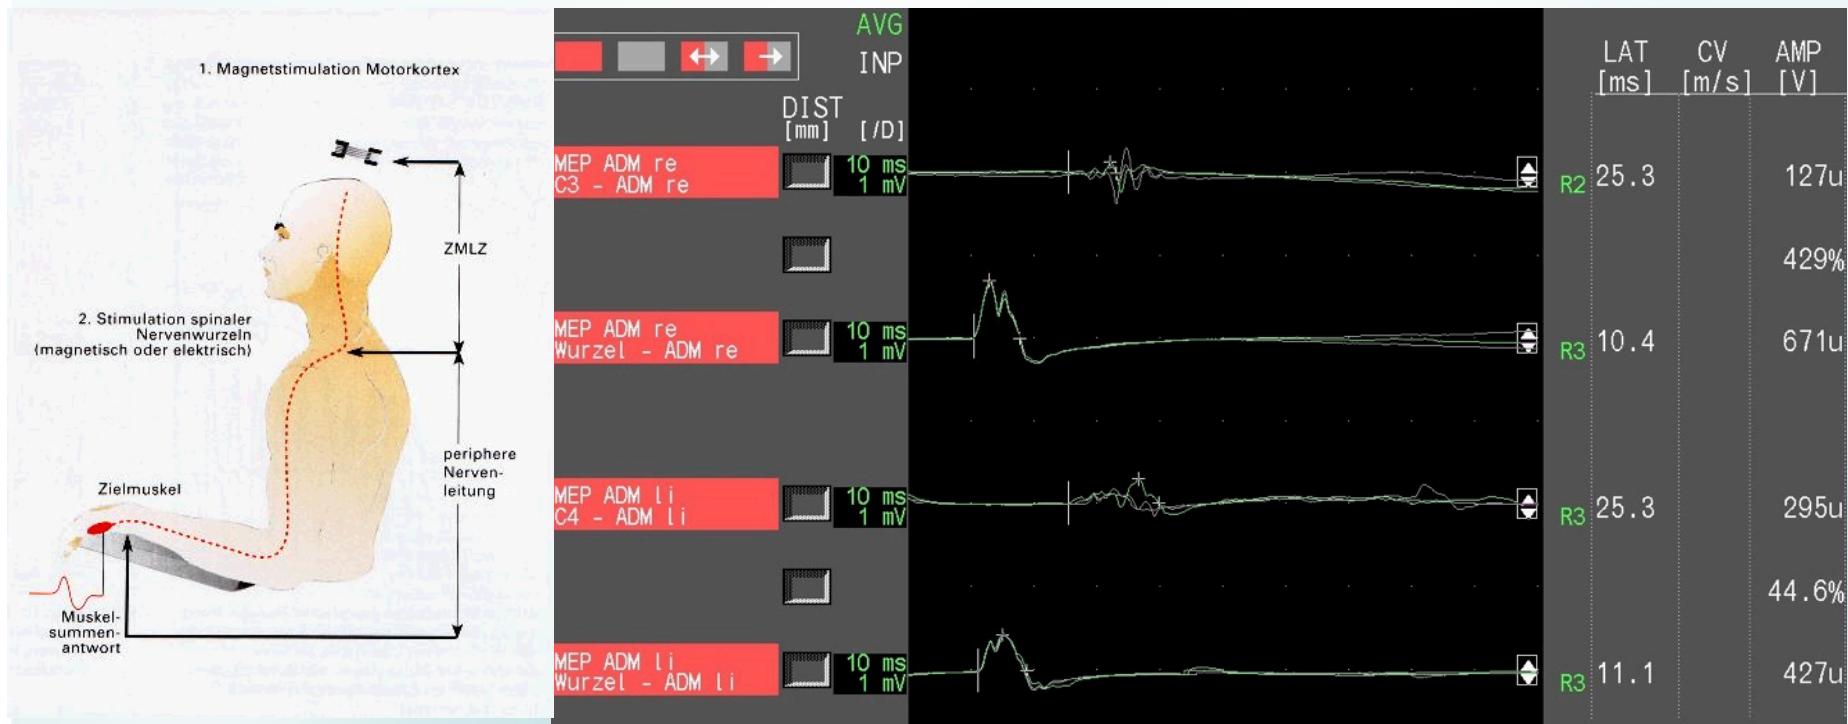 1. Magnetstimulation Motorkortex
ZMLZ
2. Stimulation spinaler
Nervenwurzeln
(magnetisch oder elektrisch)
periphere
Nerven-
leitung
Zielmuskel
Muskel-
summen-
antwort
AVG
INP
DIST
[mm] [/D]
LAT CV AMP
[ms] [m/s] [V]
MEP ADM re 10 ms
C3 - ADM re 1 mV
R2 25.3 127u
429%
MEP ADM re 10 ms
Wurzel - ADM re 1 mV
R3 10.4 671u
MEP ADM li 10 ms
C4 - ADM li 1 mV
R3 25.3 295u
44.6%
MEP ADM li 10 ms
Wurzel - ADM li 1 mV
R3 11.1 427u